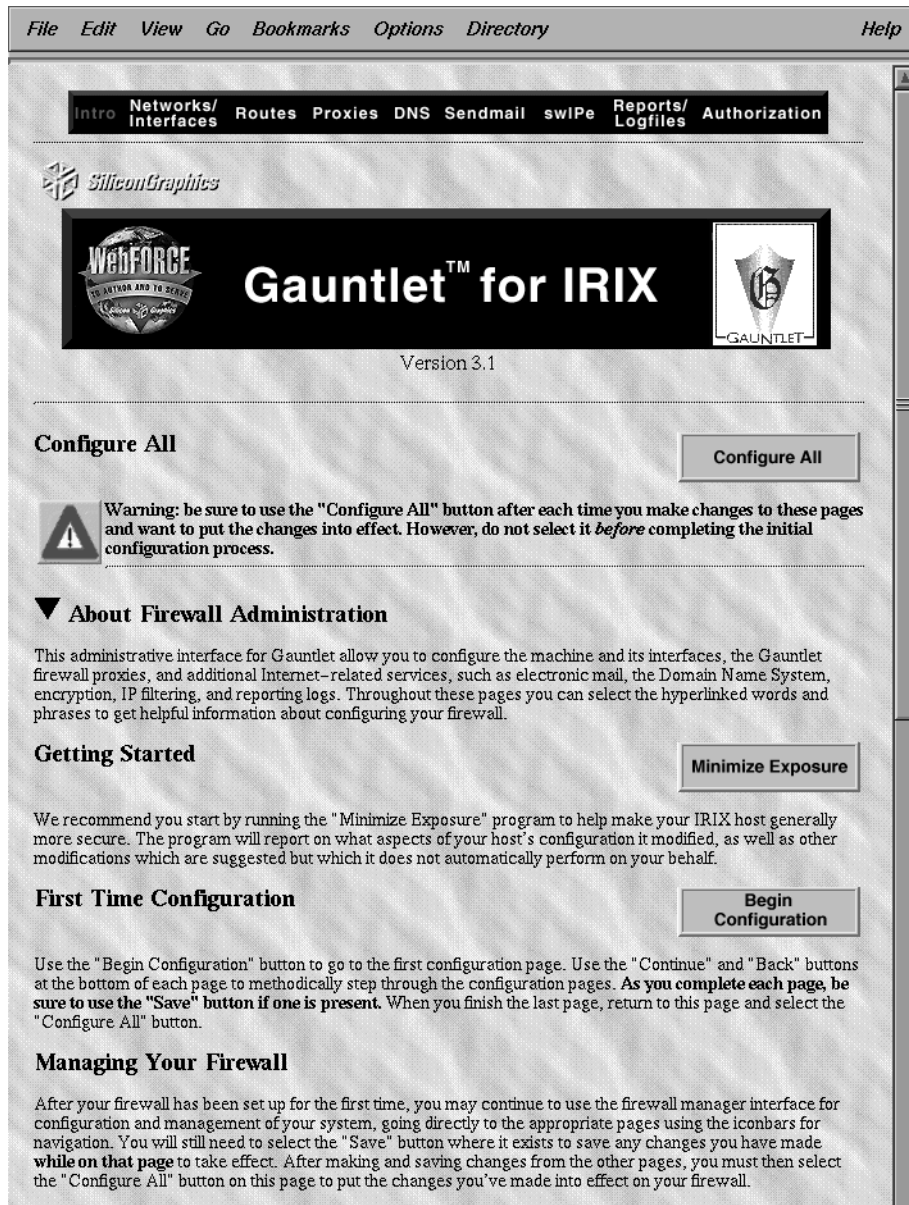 File Edit View Go Bookmarks Options Directory Help
Intro Networks/ Interfaces Routes Proxies DNS Sendmail swIPe Reports/ Logfiles Authorization
SiliconGraphics
WebFORCE
TO AUTHOR AND TO SERVE
Silicon Graphics
Gauntlet™ for IRIX
G
GAUNTLET
Version 3.1
Configure All
Configure All
Warning: be sure to use the "Configure All" button after each time you make changes to these pages
and want to put the changes into effect. However, do not select it before completing the initial
configuration process.
About Firewall Administration
This administrative interface for Gauntlet allow you to configure the machine and its interfaces, the Gauntlet
firewall proxies, and additional Internet-related services, such as electronic mail, the Domain Name System,
encryption, IP filtering, and reporting logs. Throughout these pages you can select the hyperlinked words and
phrases to get helpful information about configuring your firewall.
Getting Started
Minimize Exposure
We recommend you start by running the "Minimize Exposure" program to help make your IRIX host generally
more secure. The program will report on what aspects of your host's configuration it modified, as well as other
modifications which are suggested but which it does not automatically perform on your behalf.
First Time Configuration
Begin
Configuration
Use the "Begin Configuration" button to go to the first configuration page. Use the "Continue" and "Back" buttons
at the bottom of each page to methodically step through the configuration pages. As you complete each page, be
sure to use the "Save" button if one is present. When you finish the last page, return to this page and select the
"Configure All" button.
Managing Your Firewall
After your firewall has been set up for the first time, you may continue to use the firewall manager interface for
configuration and management of your system, going directly to the appropriate pages using the iconbars for
navigation. You will still need to select the "Save" button where it exists to save any changes you have made
while on that page to take effect. After making and saving changes from the other pages, you must then select
the "Configure All" button on this page to put the changes you've made into effect on your firewall.